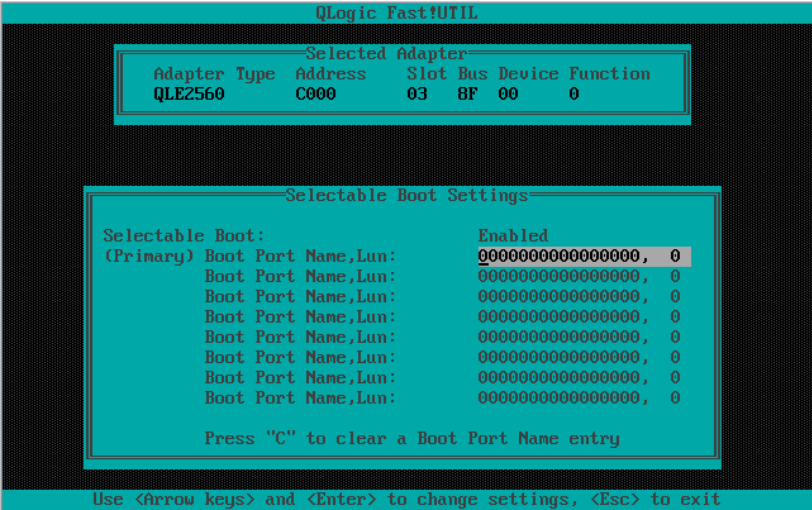 QLogic Fast!UTIL
Selected Adapter
Adapter Type Address Slot Bus Device Function
QLE2560 C000 03 8F 00 0
Selectable Boot Settings
Selectable Boot: Enabled
(Primary) Boot Port Name,Lun: 0000000000000000, 0
Boot Port Name,Lun: 0000000000000000, 0
Boot Port Name,Lun: 0000000000000000, 0
Boot Port Name,Lun: 0000000000000000, 0
Boot Port Name,Lun: 0000000000000000, 0
Boot Port Name,Lun: 0000000000000000, 0
Boot Port Name,Lun: 0000000000000000, 0
Boot Port Name,Lun: 0000000000000000, 0
Press "C" to clear a Boot Port Name entry
Use <Arrow keys> and <Enter> to change settings, <Esc> to exit